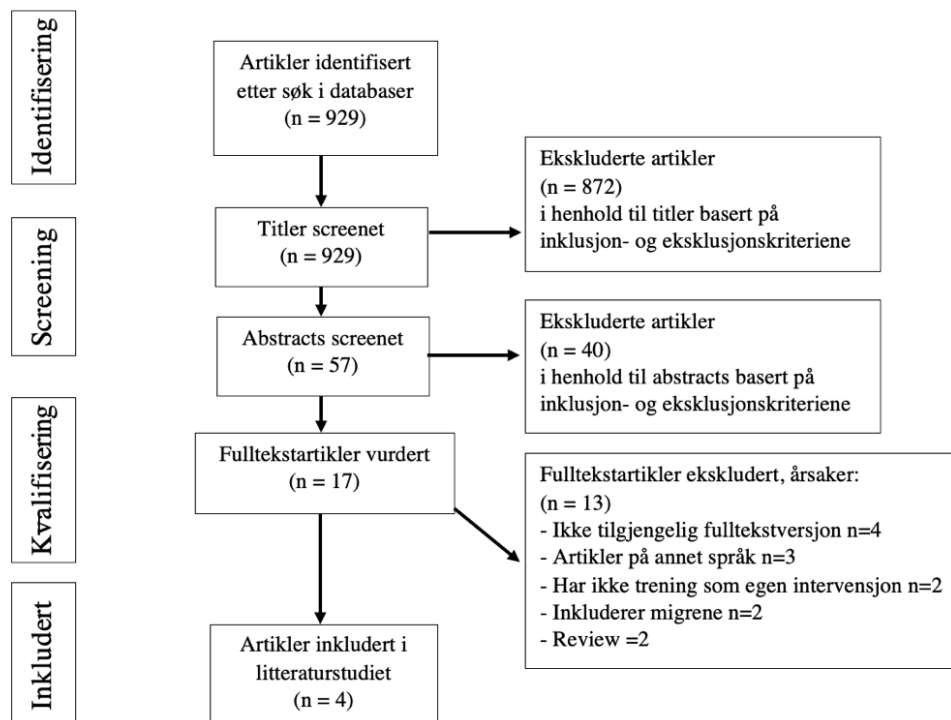 Identifisering
Artikler identifisert
etter søk i databaser
(n = 929)
Ekskluderte artikler
(n = 872)
i henhold til titler basert på
inklusjon- og eksklusjonskriteriene
Screening
Titler screenet
(n = 929)
Abstracts screenet
(n = 57)
Ekskluderte artikler
(n = 40)
i henhold til abstracts basert på
inklusjon- og eksklusjonskriteriene
Kvalifisering
Fulltekstartikler vurdert
(n = 17)
Fulltekstartikler ekskludert, årsaker:
(n = 13)
- Ikke tilgjengelig fulltekstversjon n=4
- Artikler på annet språk n=3
- Har ikke trening som egen intervensjon n=2
- Inkluderer migrene n=2
- Review =2
Inkludert
Artikler inkludert i
litteraturstudiet
(n = 4)